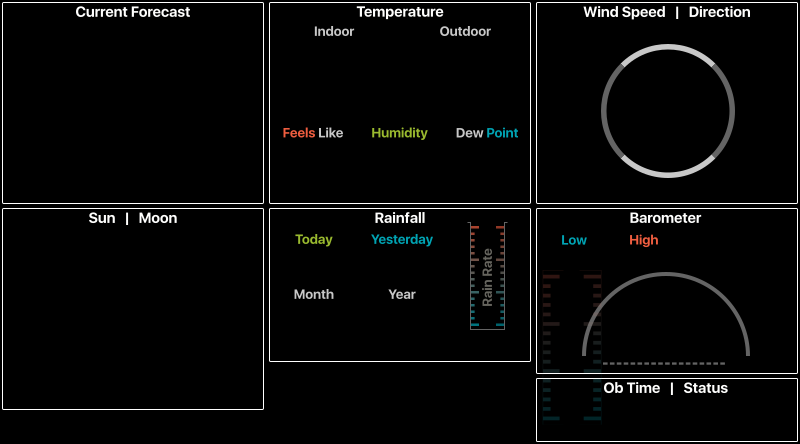 Current Forecast
Temperature
Indoor Outdoor
Feels Like Humidity Dew Point
Wind Speed | Direction
Sun | Moon
Rainfall
Today Yesterday
Month Year
Rain Rate
Barometer
Low High
Ob Time | Status